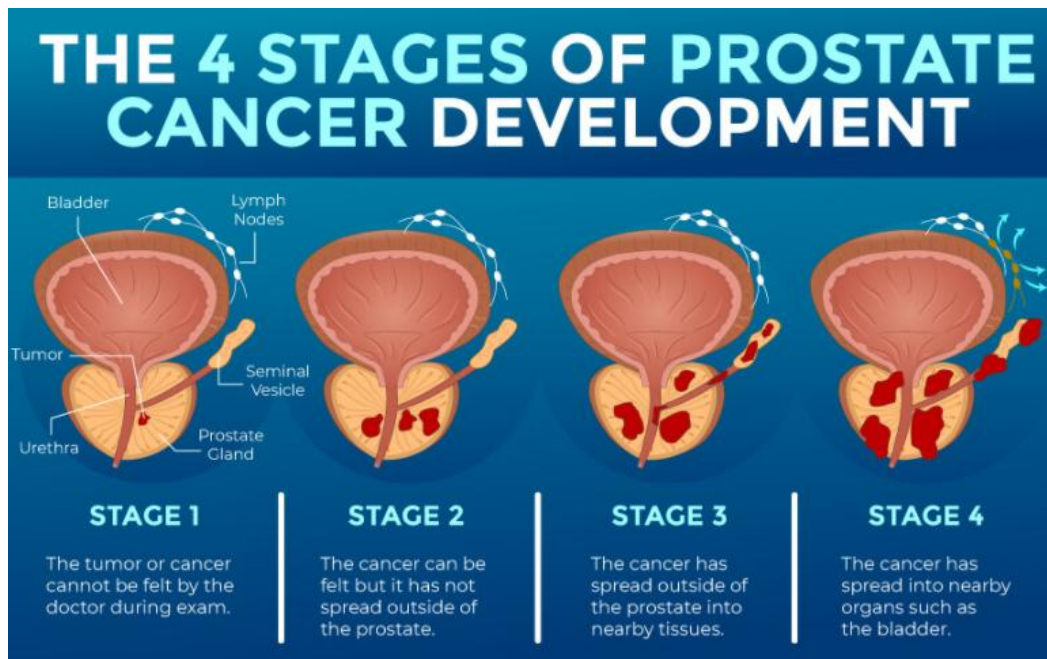 THE 4 STAGES OF PROSTATE
CANCER DEVELOPMENT
Bladder
Lymph
Nodes
Tumor
Seminal
Vesicle
Urethra
Prostate
Gland
STAGE 1
The tumor or cancer
cannot be felt by the
doctor during exam.
STAGE 2
The cancer can be
felt but it has not
spread outside of
the prostate.
STAGE 3
The cancer has
spread outside of
the prostate into
nearby tissues.
STAGE 4
The cancer has
spread into nearby
organs such as
the bladder.